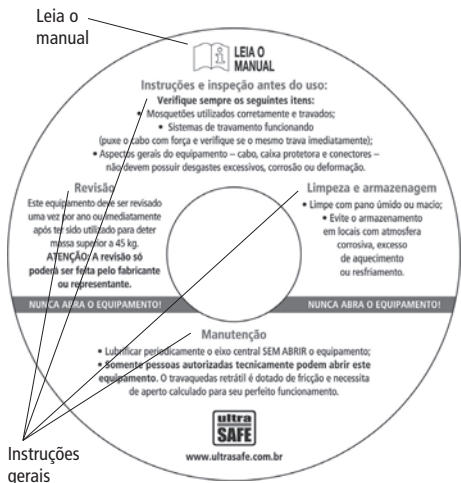 Leia o
manual
LEIA O
MANUAL
Instruções e inspeção antes do uso:
Verifique sempre os seguintes itens:
• Mosquetões utilizados corretamente e travados;
• Sistemas de travamento funcionando
(puxe o cabo com força e verifique se o mesmo trava imediatamente);
• Aspectos gerais do equipamento – cabo, caixa protetora e conectores –
não devem possuir desgastes excessivos, corrosão ou deformação.
Revisão
Este equipamento deve ser revisado
uma vez por ano ou imediatamente
após ter sido utilizado para deter
massa superior a 45 kg.
ATENÇÃO: A revisão só
poderá ser feita pelo fabricante
ou representante.
Limpeza e armazenagem
• Limpe com pano úmido ou macio;
• Evite o armazenamento
em locais com atmosfera
corrosiva, excesso
de aquecimento
ou resfriamento.
NUNCA ABRA O EQUIPAMENTO!
NUNCA ABRA O EQUIPAMENTO!
Manutenção
• Lubrificar periodicamente o eixo central SEM ABRIR o equipamento;
• Somente pessoas autorizadas tecnicamente podem abrir este
equipamento. O travaquedas retrátil é dotado de fricção e necessita
de aperto calculado para seu perfeito funcionamento.
ultra
SAFE
www.ultrasafe.com.br
Instruções
gerais